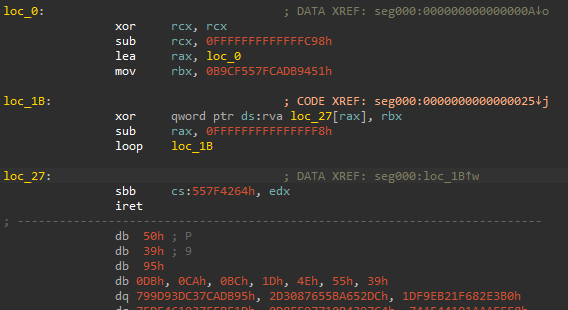 loc_0: ; DATA XREF: seg000:000000000000000A↓o
xor rcx, rcx
sub rcx, 0FFFFFFFFFFFFFC98h
lea rax, loc_0
mov rbx, 0B9CF557FCADB9451h
loc_1B: ; CODE XREF: seg000:0000000000000025↓j
xor qword ptr ds:rva loc_27[rax], rbx
sub rax, 0FFFFFFFFFFFFFFF8h
loop loc_1B
loc_27: ; DATA XREF: seg000:loc_1B↑w
sbb cs:557F4264h, edx
iret
; ---------------------------------------------------------------------------
db 50h ; P
db 39h ; 9
db 95h
db 0DBh, 0CAh, 0BCh, 1Dh, 4Eh, 55h, 39h
dq 799D93DC37CADB95h, 2D3087655BA652DCh, 1DF9EB21F682E3B0h